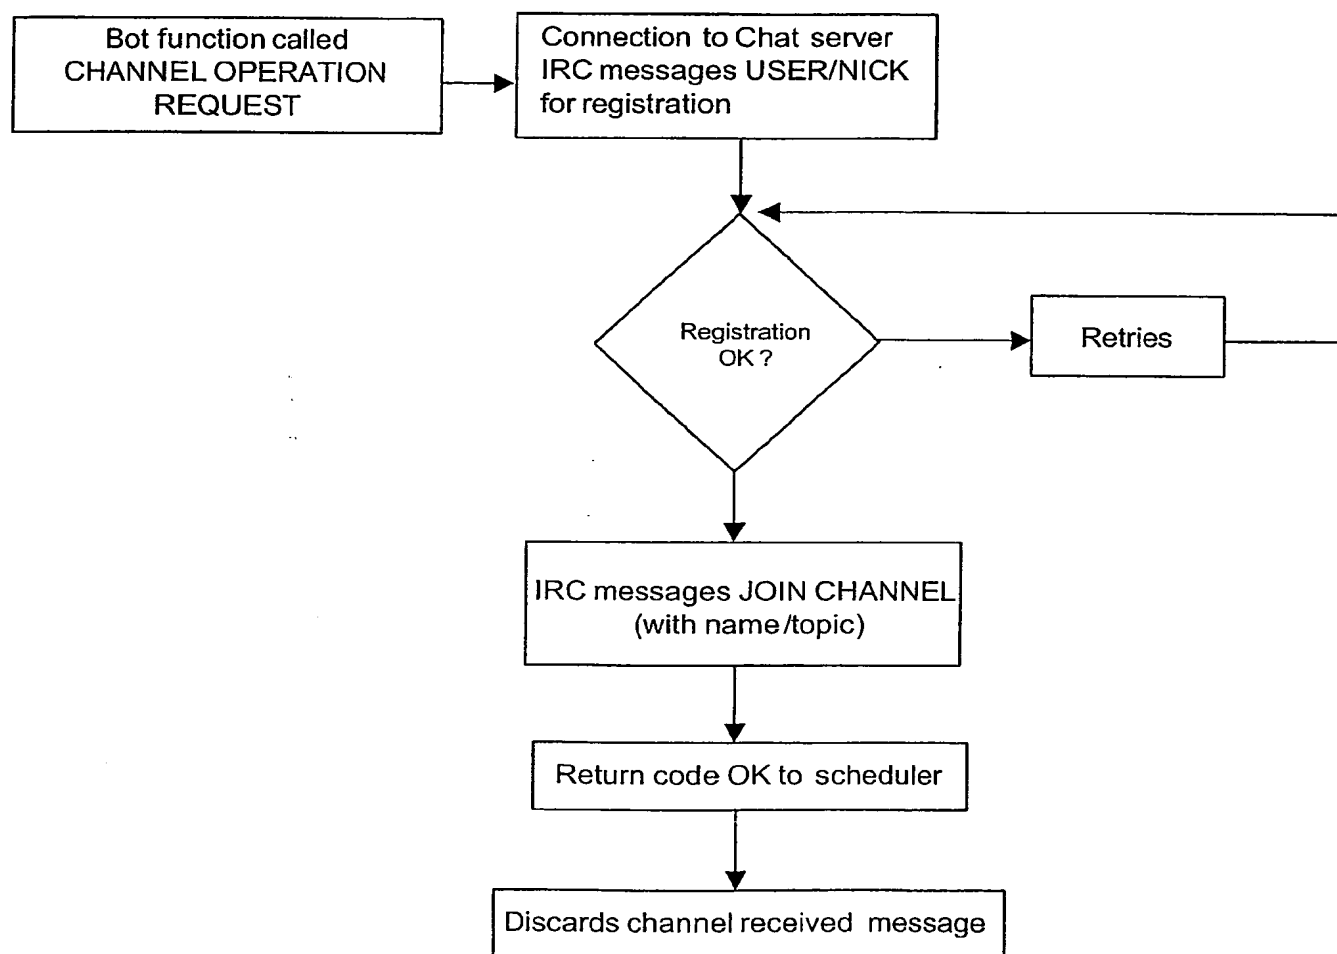 Bot function called
CHANNEL OPERATION
REQUEST
Connection to Chat server
IRC messages USER/NICK
for registration
Registration
OK ?
Retries
IRC messages JOIN CHANNEL
(with name/topic)
Return code OK to scheduler
Discards channel received message